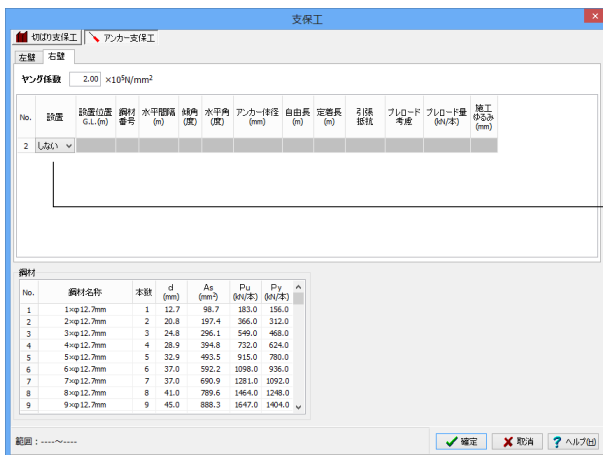 支保工
切ばり支保工 アンカー支保工
左壁 右壁
ヤング係数 2.00 ×10⁵N/mm²
No. 設置 設置位置 G.L.(m) 鋼材番号 水平間隔 (m) 傾角 (度) 水平角 (度) アンカー体径 (mm) 自由長 (m) 定着長 (m) 引張抵抗 プレロード考慮 プレロード量 (kN/本) 施工ゆるみ (mm)
2 しない
鋼材
No. 鋼材名称 本数 d (mm) As (mm²) Pu (kN/本) Py (kN/本)
1 1×φ12.7mm 1 12.7 98.7 183.0 156.0
2 2×φ12.7mm 2 20.8 197.4 366.0 312.0
3 3×φ12.7mm 3 24.8 296.1 549.0 468.0
4 4×φ12.7mm 4 28.9 394.8 732.0 624.0
5 5×φ12.7mm 5 32.9 493.5 915.0 780.0
6 6×φ12.7mm 6 37.0 592.2 1098.0 936.0
7 7×φ12.7mm 7 37.0 690.9 1281.0 1092.0
8 8×φ12.7mm 8 41.0 789.6 1464.0 1248.0
9 9×φ12.7mm 9 45.0 888.3 1647.0 1404.0
範囲：----～---- 確定 取消 ? ヘルプ(H)